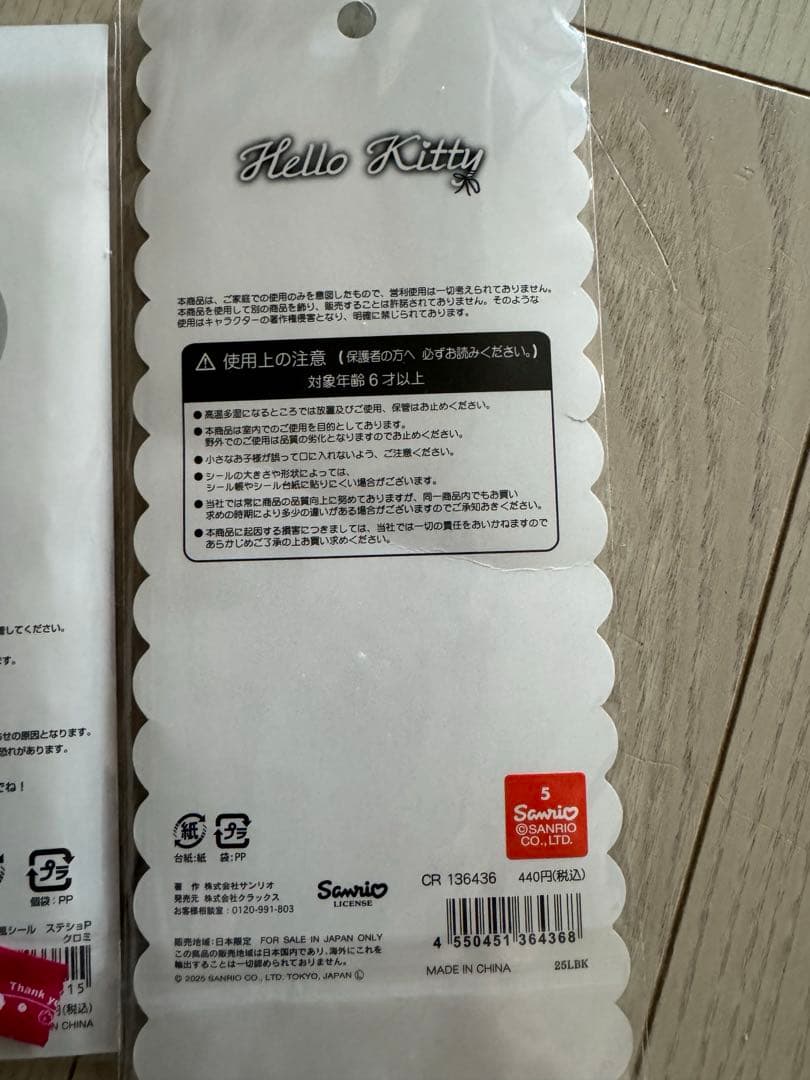 Hello Kitty
本商品は、ご家庭での使用のみを意図したもので、営利使用は一切考えられておりません。
本商品を使用して別の商品を飾り、販売することは許諾されておりません。そのような
使用はキャラクターの著作権侵害となり、明確に禁じられております。
使用上の注意 (保護者の方へ 必ずお読みください。)
対象年齢6才以上
●高温多湿になるところでは放置及びご使用、保管はお止めください。
●本商品は室内でのご使用を目的としております。
野外でのご使用は品質の劣化となりますのでお止めください。
●小さなお子様が誤って口に入れないよう、ご注意ください。
●シールの大きさや形状によっては、
シール帳やシール台紙に貼りにくい場合がございます。
●当社では常に商品の品質向上に努めておりますが、同一商品内でもお買い
求めの時期により多少の違いがある場合がございますのでご承知おきください。
●本商品に起因する損害につきましては、当社では一切の責任をおいかねますので
あらかじめご了承の上お買い求めください。
5
Sanrio
©SANRIO
CO., LTD.
紙 プラ
台紙:紙 袋:PP
著 作 株式会社サンリオ
発売元 株式会社クラックス
お客様相談室:0120-991-803
Sanrio
LICENSE
CR 136436 440円(税込)
4 550451 364368
販売地域:日本限定 FOR SALE IN JAPAN ONLY
この商品の販売地域は日本国内であり、海外にこれを
輸出することは一切認められておりません。
© 2025 SANRIO CO., LTD. TOKYO, JAPAN Ⓛ
MADE IN CHINA 25LBK
してください。
ます。
せの原因となります。
恐れがあります。
でね!
プラ
個袋:PP
風シール ステショP
クロミ
15
円(税込)
CHINA
Thank